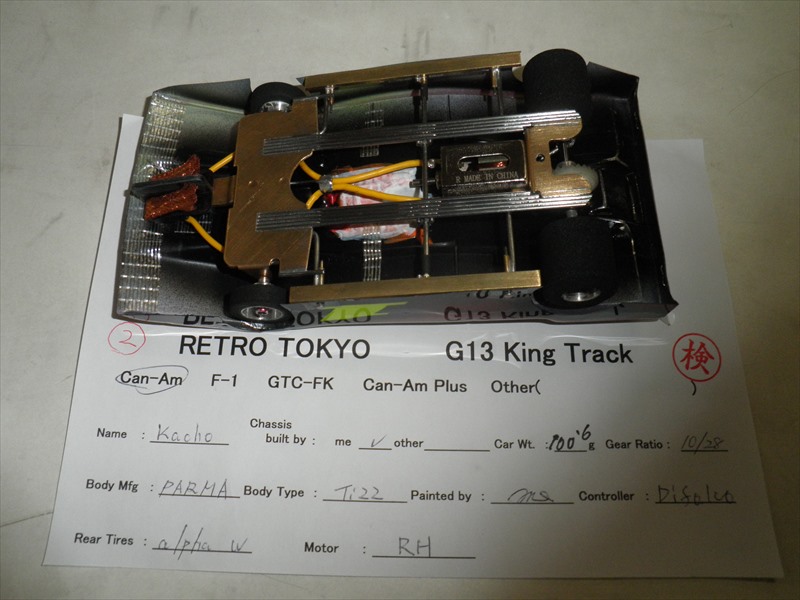 R MADE IN CHINA
RETRO TOKYO G13 King Track
② 検
Can-Am F-1 GTC-FK Can-Am Plus Other( )
Name : Kacho Chassis built by : me ✓ other Car Wt. : 100.6 g Gear Ratio : 10/28
Body Mfg : PARMA Body Type : Ti22 Painted by : me Controller :
Rear Tires : alpha w Motor : RH